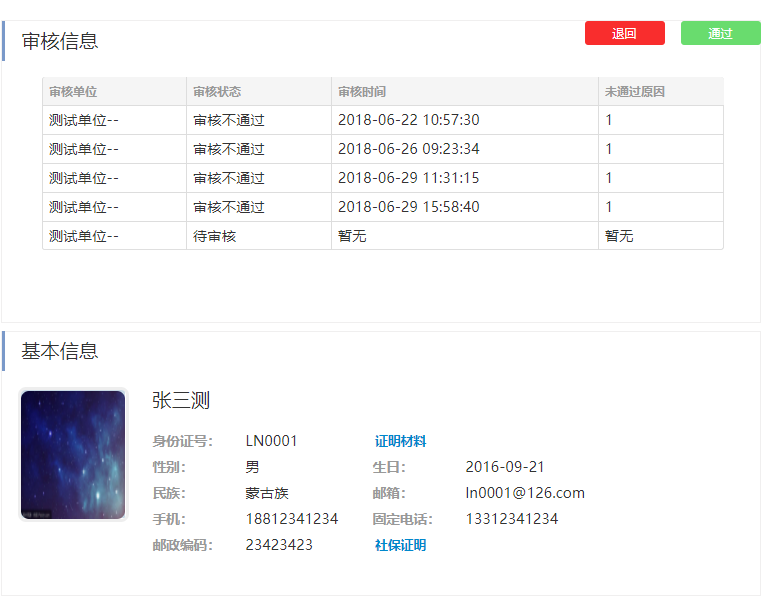 审核信息
退回 通过
审核单位 审核状态 审核时间 未通过原因
测试单位-- 审核不通过 2018-06-22 10:57:30 1
测试单位-- 审核不通过 2018-06-26 09:23:34 1
测试单位-- 审核不通过 2018-06-29 11:31:15 1
测试单位-- 审核不通过 2018-06-29 15:58:40 1
测试单位-- 待审核 暂无 暂无
基本信息
张三测
身份证号： LN0001 证明材料
性别： 男 生日： 2016-09-21
民族： 蒙古族 邮箱： ln0001@126.com
手机： 18812341234 固定电话： 13312341234
邮政编码： 23423423 社保证明